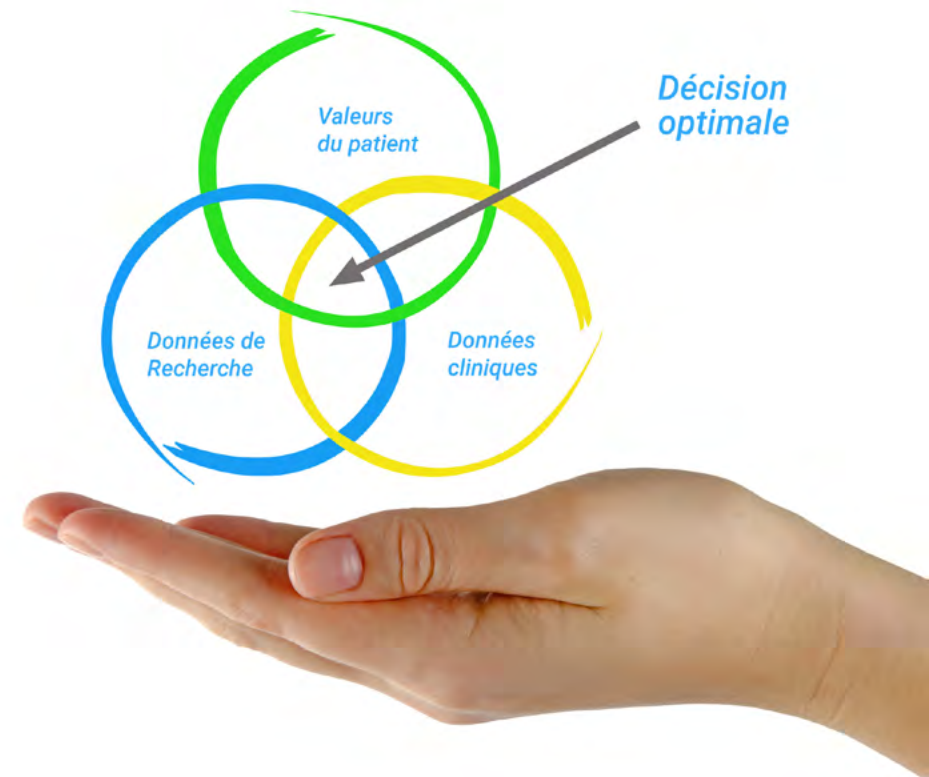 Valeurs
du patient
Décision
optimale
Données de
Recherche
Données
cliniques